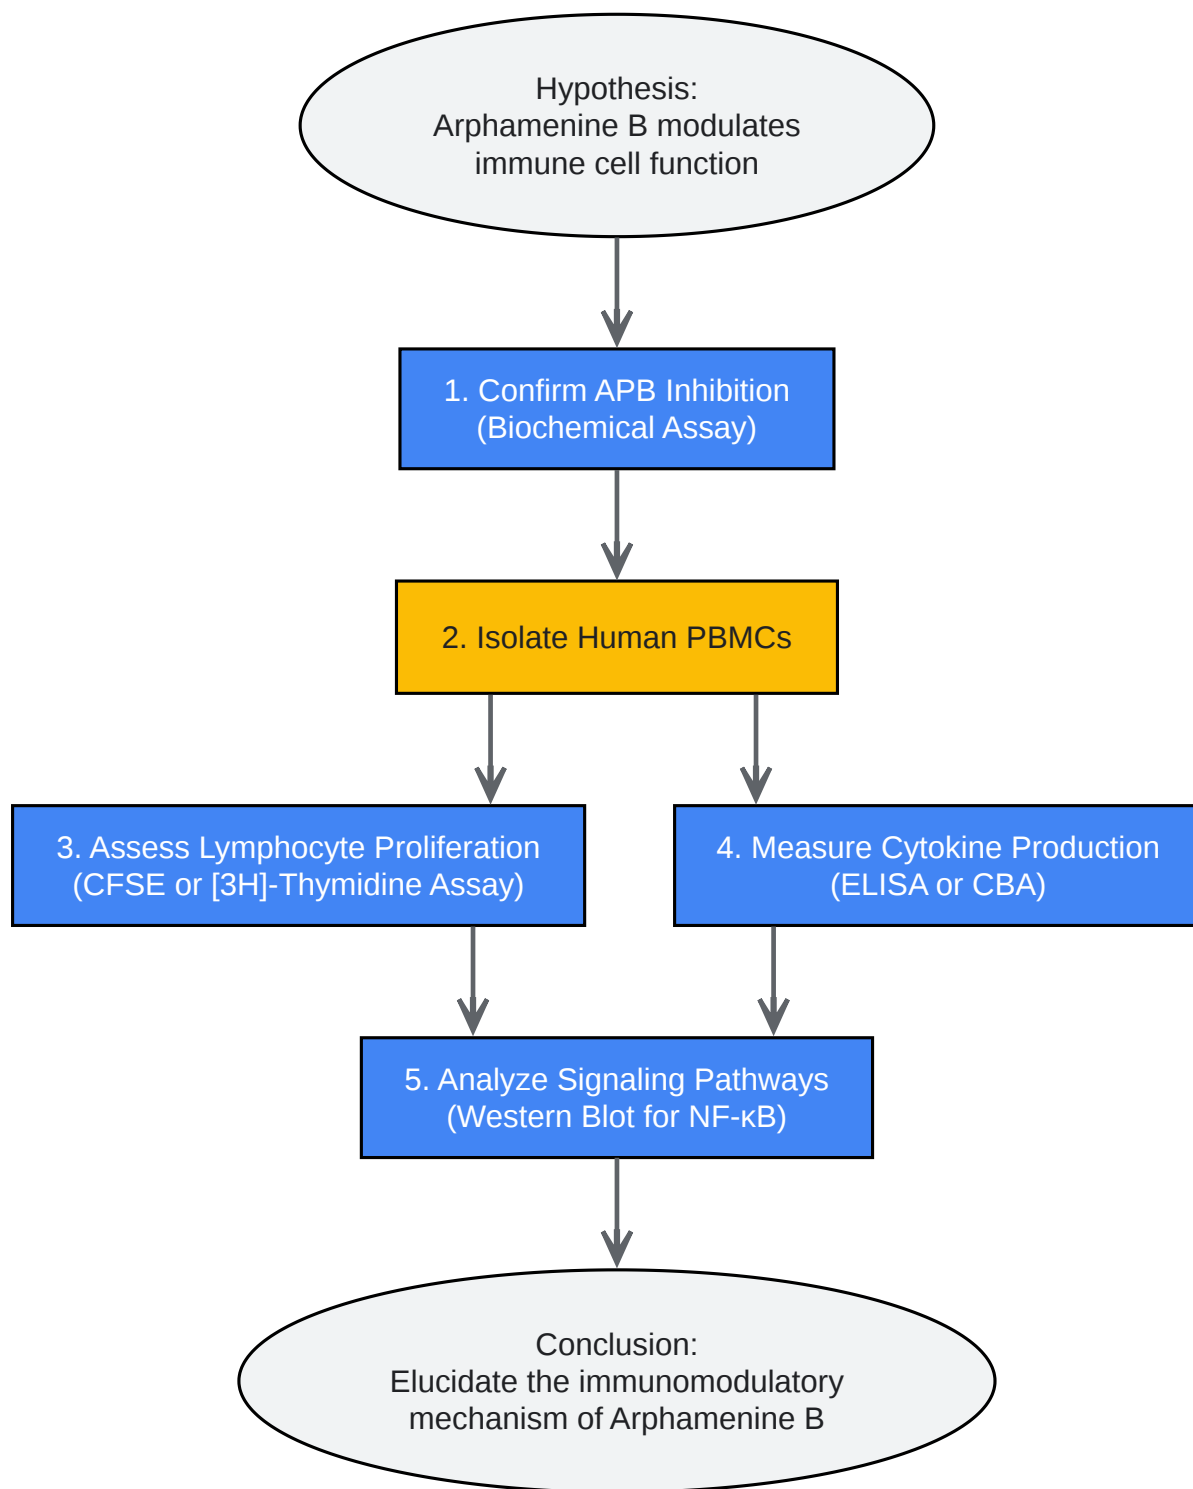 Hypothesis:
Arphamenine B modulates
immune cell function
1. Confirm APB Inhibition
(Biochemical Assay)
2. Isolate Human PBMCs
3. Assess Lymphocyte Proliferation
(CFSE or [3H]-Thymidine Assay)
4. Measure Cytokine Production
(ELISA or CBA)
5. Analyze Signaling Pathways
(Western Blot for NF-κB)
Conclusion:
Elucidate the immunomodulatory
mechanism of Arphamenine B